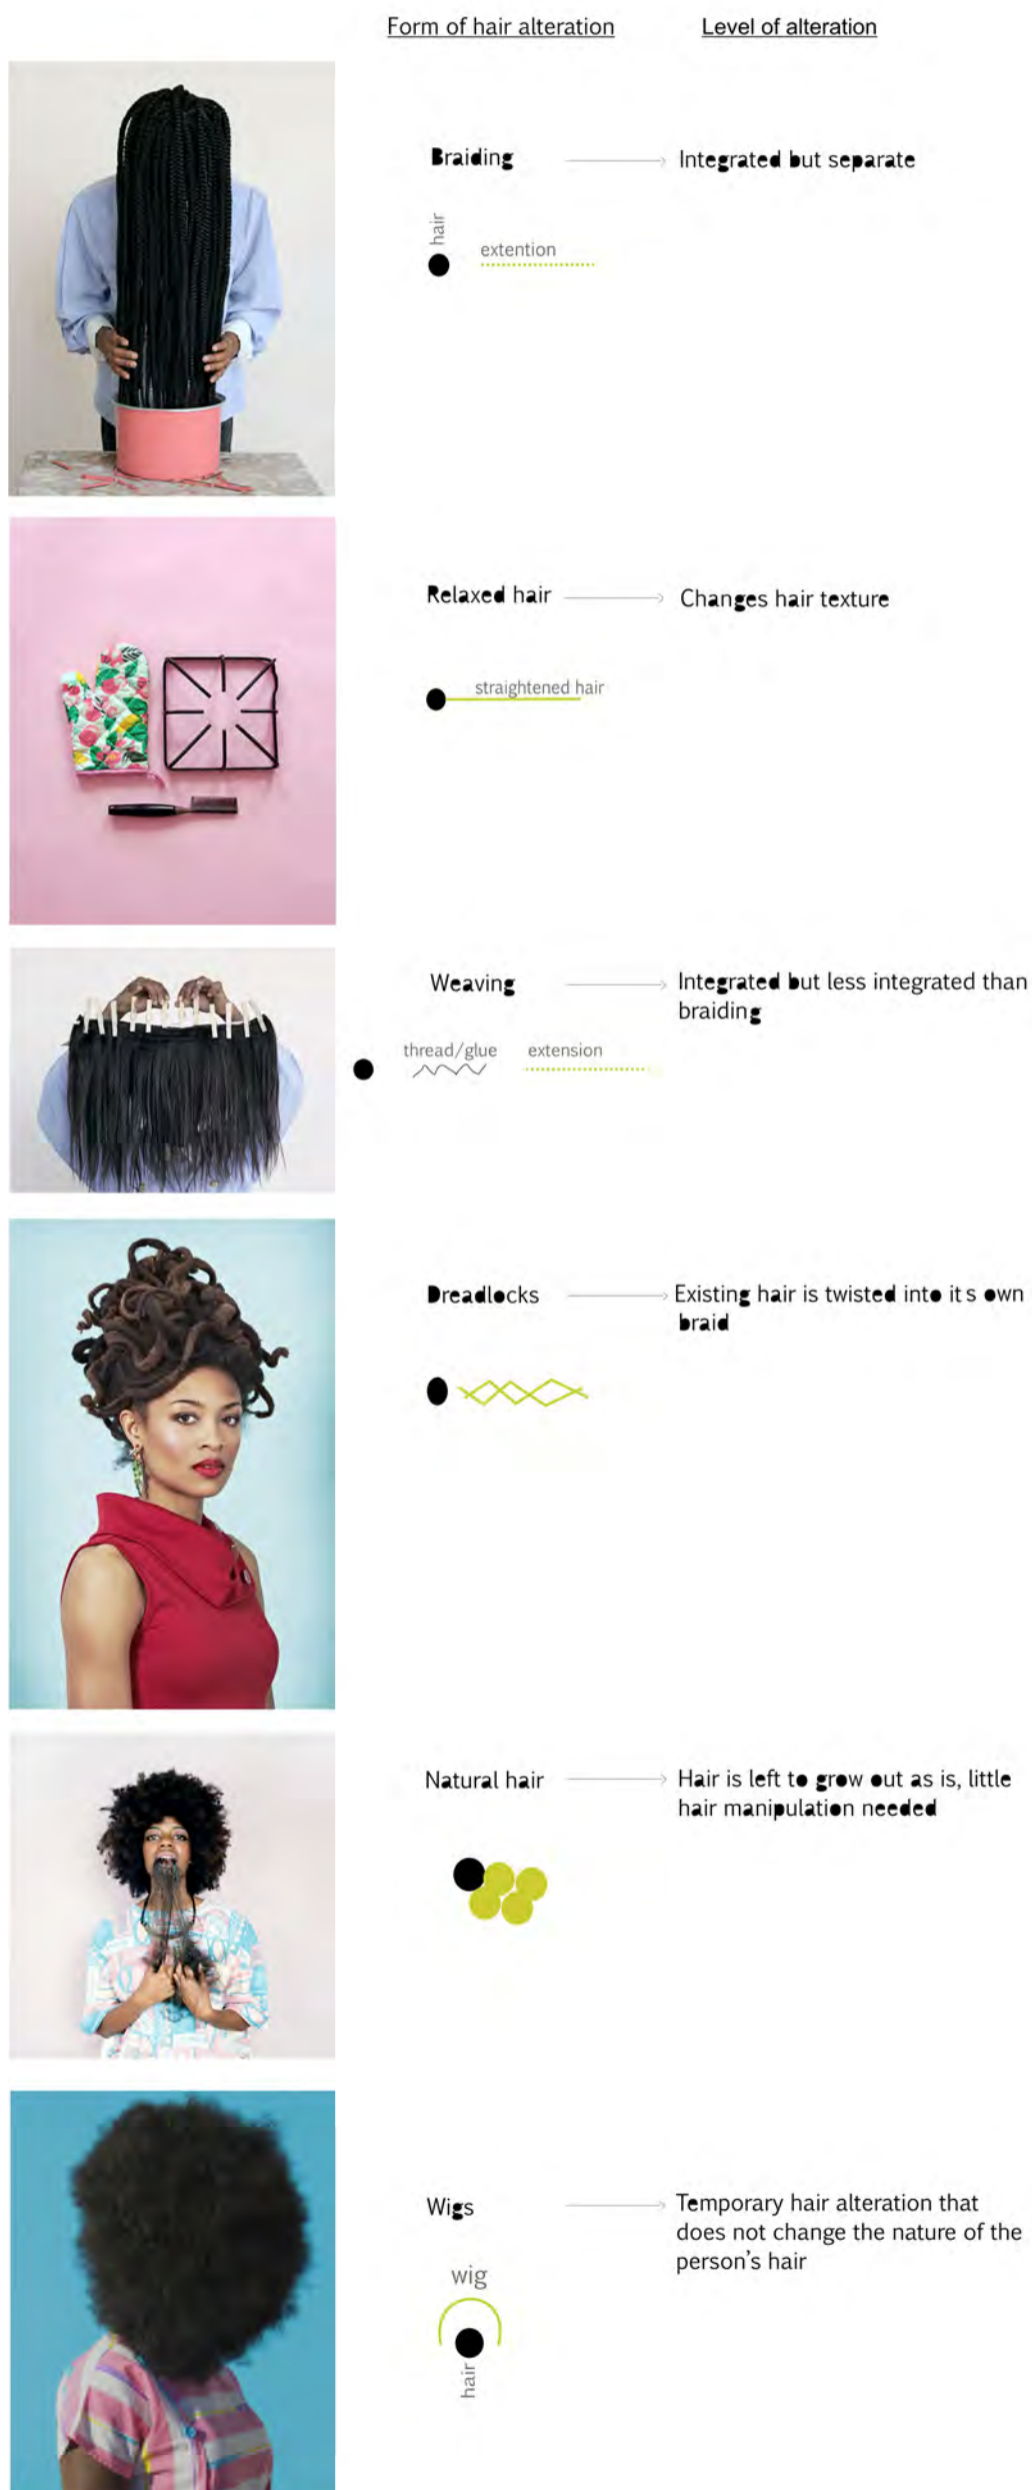 Form of hair alteration
Level of alteration
Braiding
Integrated but separate
hair
extention
Relaxed hair
Changes hair texture
straightened hair
Weaving
Integrated but less integrated than
braiding
thread/glue
extension
Dreadlocks
Existing hair is twisted into it s own
braid
Natural hair
Hair is left to grow out as is, little
hair manipulation needed
Wigs
Temporary hair alteration that
does not change the nature of the
person’s hair
wig
hair